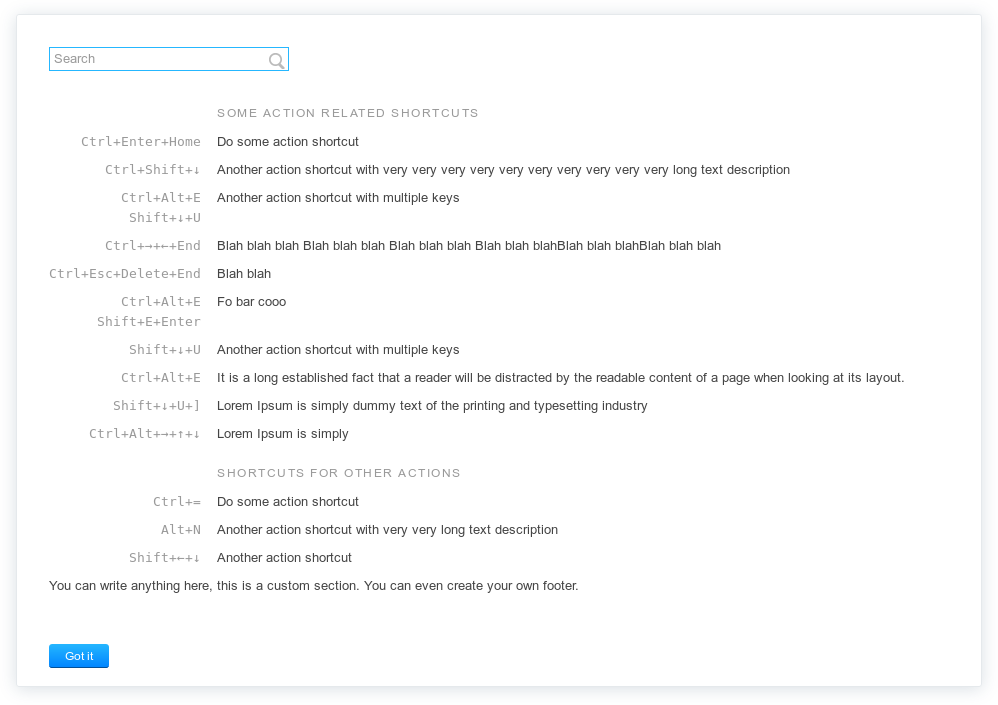 Search
SOME ACTION RELATED SHORTCUTS
Ctrl+Enter+Home Do some action shortcut
Ctrl+Shift+↓ Another action shortcut with very very very very very very very very very very long text description
Ctrl+Alt+E Another action shortcut with multiple keys
Shift+↓+U
Ctrl+→+←+End Blah blah blah Blah blah blah Blah blah blah Blah blah blahBlah blah blahBlah blah blah
Ctrl+Esc+Delete+End Blah blah
Ctrl+Alt+E Fo bar cooo
Shift+E+Enter
Shift+↓+U Another action shortcut with multiple keys
Ctrl+Alt+E It is a long established fact that a reader will be distracted by the readable content of a page when looking at its layout.
Shift+↓+U+] Lorem Ipsum is simply dummy text of the printing and typesetting industry
Ctrl+Alt+→+↑+↓ Lorem Ipsum is simply
SHORTCUTS FOR OTHER ACTIONS
Ctrl+= Do some action shortcut
Alt+N Another action shortcut with very very long text description
Shift+←+↓ Another action shortcut
You can write anything here, this is a custom section. You can even create your own footer.
Got it